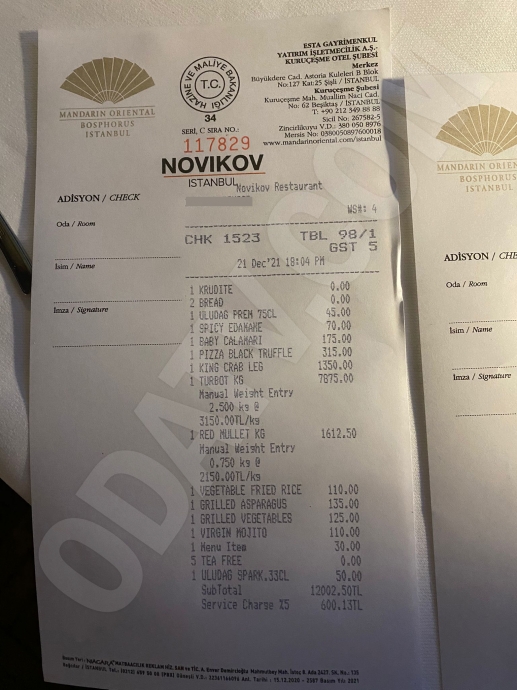 ESTA GAYRİMENKUL
YATIRIM İŞLETMECİLİK A.Ş.-
KURUÇEŞME OTEL ŞUBESİ
Merkez
Büyükdere Cad. Astoria Kuleleri B Blok
No:127 Kat:25 Şişli / İSTANBUL
Kuruçeşme Şubesi
Kuruçeşme Mah. Muallim Naci Cad.
No: 62 Beşiktaş / İSTANBUL
T: +90 212 349 88 88
Sicil No: 267582-5
Zincirlikuyu V.D.: 380 050 8976
Mersis No: 0380050897600018
www.mandarinoriental.com/istanbul
MANDARIN ORIENTAL
BOSPHORUS
ISTANBUL
T.C.
HAZİNE VE MALİYE BAKANLIĞI
34
SERİ, C SIRA NO.:
117829
NOVIKOV
ISTANBUL
Novikov Restaurant
ADİSYON / CHECK
WS#: 4
Oda / Room
CHK 1523 TBL 98/1
GST 5
İsim / Name
21 Dec'21 18:04 PM
İmza / Signature
1 KRUDITE 0.00
2 BREAD 0.00
1 ULUDAG PREM 75CL 45.00
1 SPICY EDAMAME 70.00
1 BABY CALAMARI 175.00
1 PIZZA BLACK TRUFFLE 315.00
1 KING CRAB LEG 1350.00
1 TURBOT KG 7875.00
Manual Weight Entry
2.500 kg @
3150.00TL/kg
1 RED MULLET KG 1612.50
Manual Weight Entry
0.750 kg @
2150.00TL/kg
1 VEGETABLE FRIED RICE 110.00
1 GRILLED ASPARAGUS 135.00
1 GRILLED VEGETABLES 125.00
1 VIRGIN MOJITO 110.00
1 Menu Item 30.00
5 TEA FREE 0.00
1 ULUDAG SPARK.33CL 50.00
SubTotal 12002.50TL
Service Charge %5 600.13TL
MANDARIN ORIENTAL
BOSPHORUS
ISTANBUL
ADİSYON / CHE
Oda / Room
İsim / Name
İmza / Signature
ODATV.COM